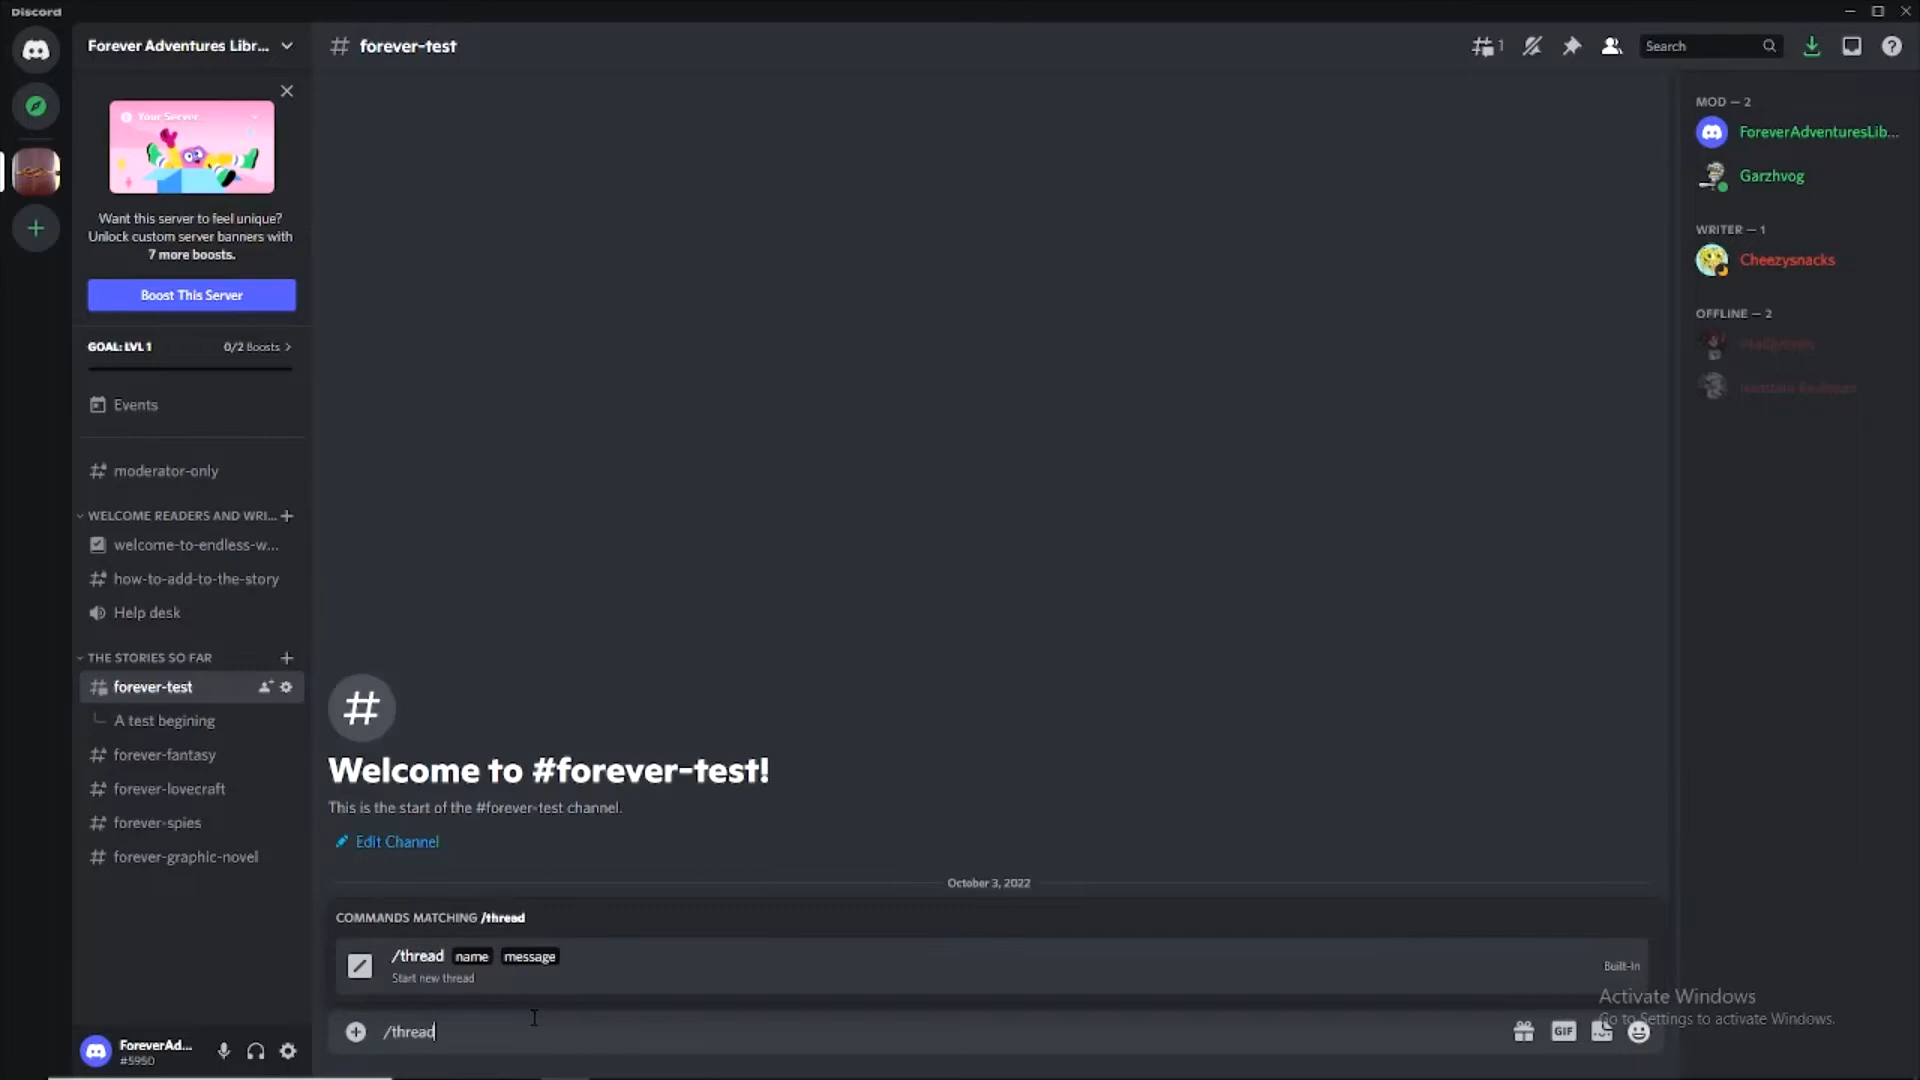 Discord
Forever Adventures Libr...
forever-test
1
Search
Your Server
Want this server to feel unique?
Unlock custom server banners with
7 more boosts.
Boost This Server
GOAL: LVL 1
0/2 Boosts >
Events
moderator-only
WELCOME READERS AND WRI...
welcome-to-endless-w...
how-to-add-to-the-story
Help desk
THE STORIES SO FAR
forever-test
A test begining
forever-fantasy
forever-lovecraft
forever-spies
forever-graphic-novel
ForeverAd...
#5950
Welcome to #forever-test!
This is the start of the #forever-test channel.
Edit Channel
October 3, 2022
COMMANDS MATCHING /thread
/thread name message
Start new thread
Built-In
/thread
GIF
MOD — 2
ForeverAdventuresLib...
Garzhvog
WRITER — 1
Cheezysnacks
OFFLINE — 2
Activate Windows
Go to Settings to activate Windows.